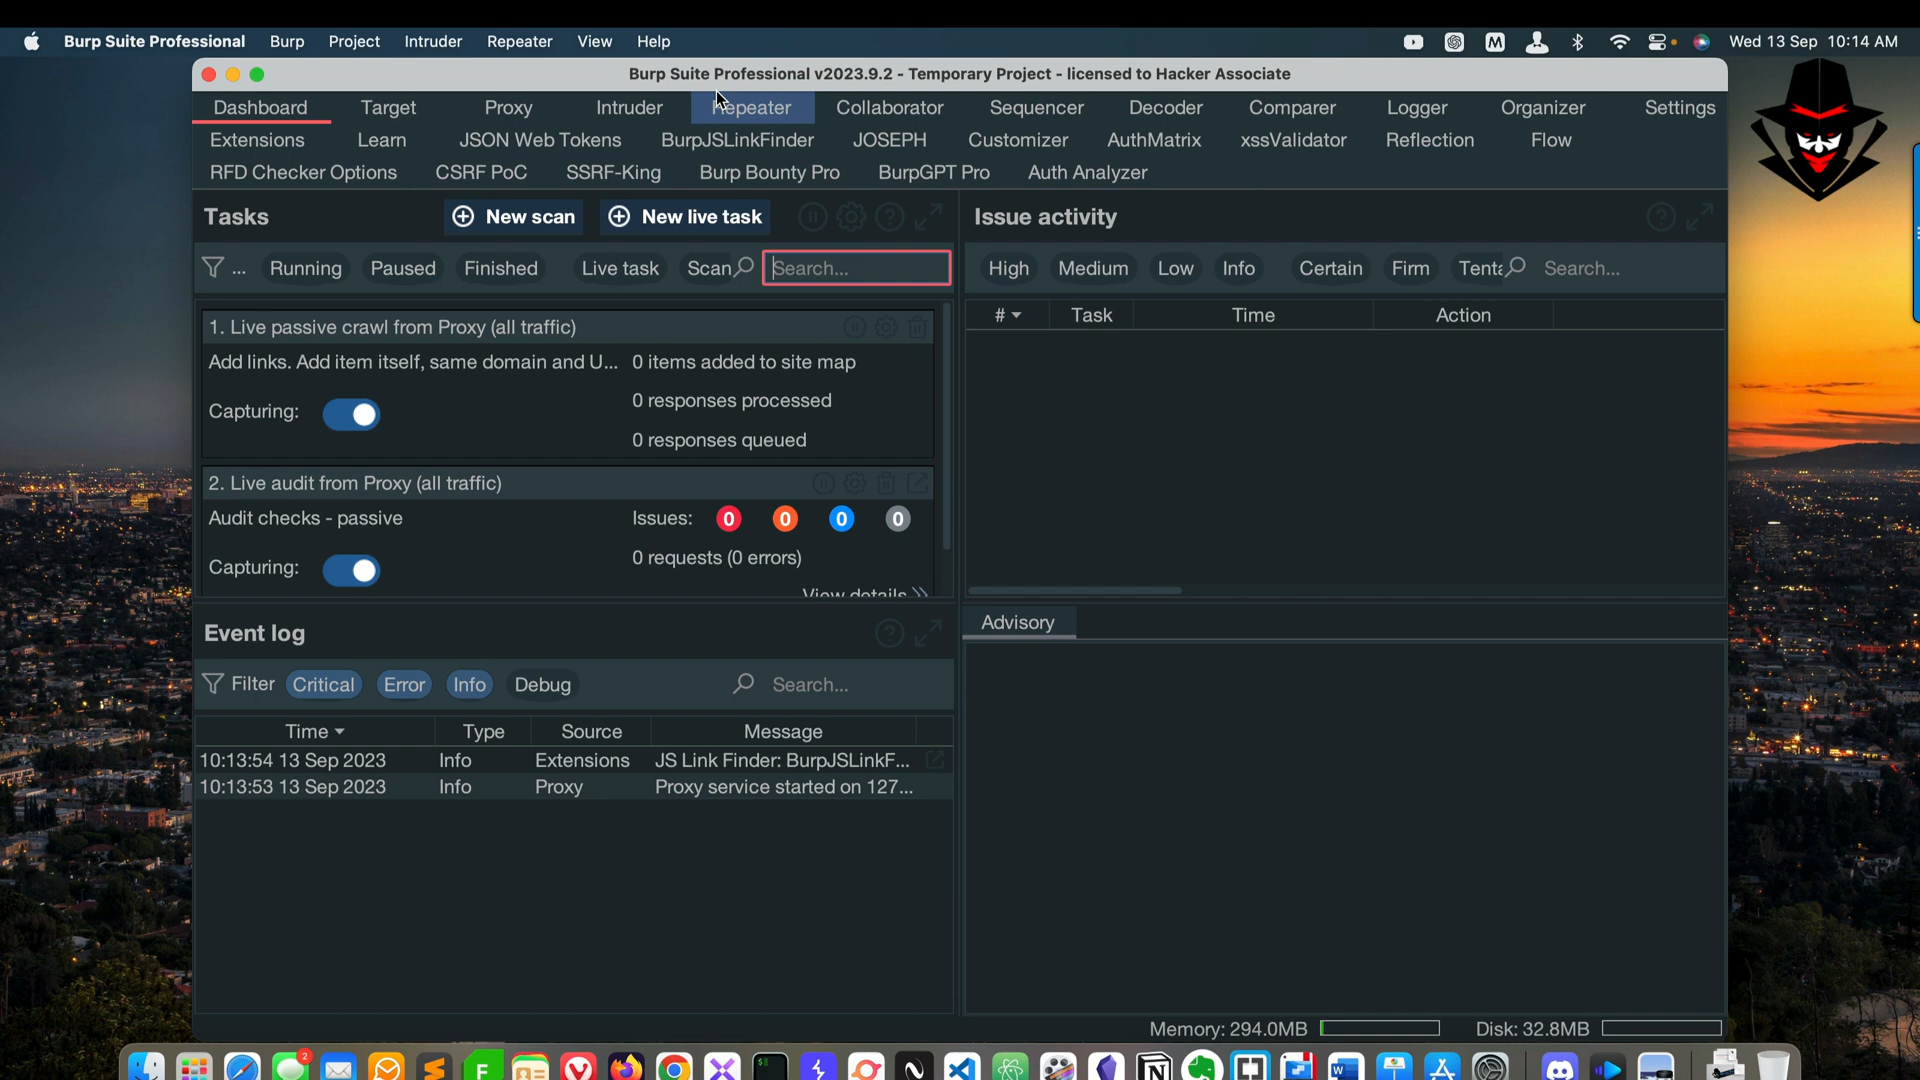 Burp Suite Professional Burp Project Intruder Repeater View Help
Wed 13 Sep 10:14 AM
Burp Suite Professional v2023.9.2 - Temporary Project - licensed to Hacker Associate
Dashboard Target Proxy Intruder Repeater Collaborator Sequencer Decoder Comparer Logger Organizer Settings
Extensions Learn JSON Web Tokens BurpJSLinkFinder JOSEPH Customizer AuthMatrix xssValidator Reflection Flow
RFD Checker Options CSRF PoC SSRF-King Burp Bounty Pro BurpGPT Pro Auth Analyzer
Tasks New scan New live task
... Running Paused Finished Live task Scan Search...
1. Live passive crawl from Proxy (all traffic)
Add links. Add item itself, same domain and U... 0 items added to site map
0 responses processed
Capturing:
0 responses queued
2. Live audit from Proxy (all traffic)
Audit checks - passive Issues: 0 0 0 0
0 requests (0 errors)
Capturing:
View details
Issue activity
High Medium Low Info Certain Firm Tenta Search...
# Task Time Action
Advisory
Event log
Filter Critical Error Info Debug Search...
Time Type Source Message
10:13:54 13 Sep 2023 Info Extensions JS Link Finder: BurpJSLinkF...
10:13:53 13 Sep 2023 Info Proxy Proxy service started on 127...
Memory: 294.0MB Disk: 32.8MB
2